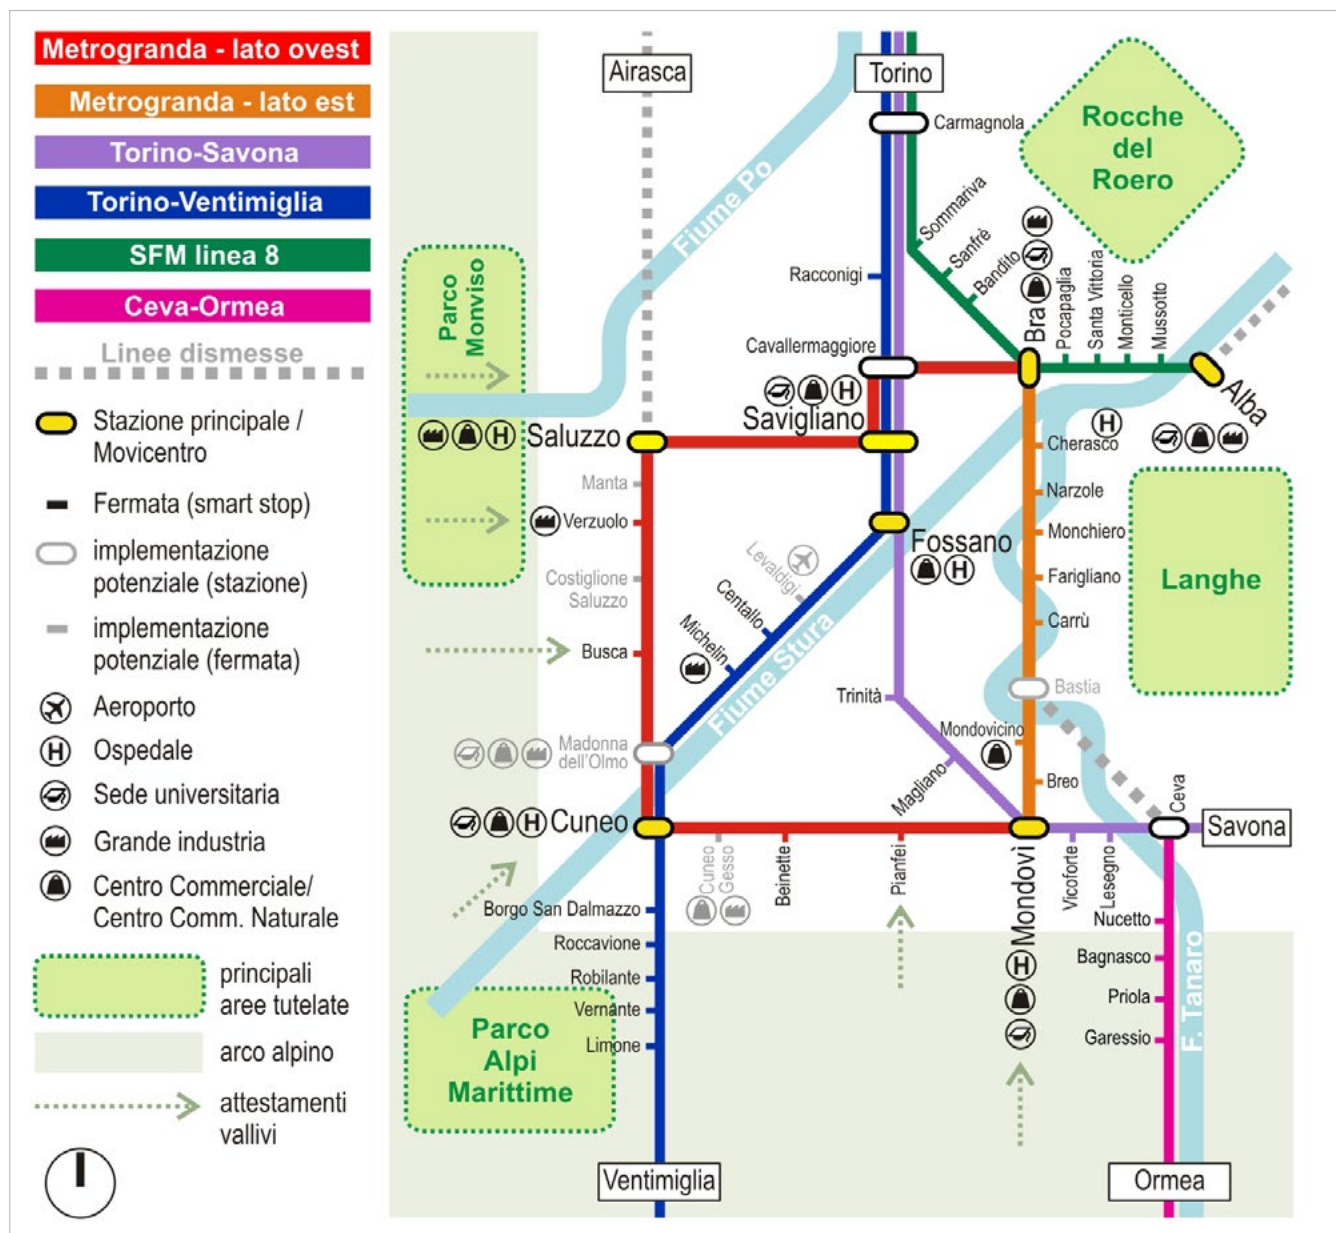 Metrogranda - lato ovest
Metrogranda - lato est
Torino-Savona
Torino-Ventimiglia
SFM linea 8
Ceva-Ormea
Linee dismesse
Stazione principale /
Movicentro
Fermata (smart stop)
implementazione
potenziale (stazione)
implementazione
potenziale (fermata)
Aeroporto
H
Ospedale
Sede universitaria
Grande industria
Centro Commerciale/
Centro Comm. Naturale
principali
aree tutelate
arco alpino
attestamenti
vallivi
Airasca
Torino
Carmagnola
Rocche
del
Roero
Fiume Po
Sommariva
Sanfrè
Bandito
Racconigi
Parco
Monviso
Bra
Pocapaglia
Santa Vittoria
Monticello
Mussotto
Cavallermaggiore
H
Savigliano
Alba
H
Saluzzo
H
Cherasco
Manta
Narzole
Verzuolo
Monchiero
Fossano
H
Levaldigi
Costiglione
Saluzzo
Farigliano
Langhe
Centallo
Carrù
Michelin
Busca
Fiume Stura
Bastia
Trinità
Mondovicino
Madonna
dell'Olmo
Magliano
Breo
Ceva
H
Cuneo
Savona
Cuneo
Gesso
Beinette
Pianfei
Mondovì
H
Vicoforte
Lesegno
Borgo San Dalmazzo
Nucetto
Roccavione
Bagnasco
Robilante
Priola
Vernante
Garessio
Limone
F. Tanaro
Parco
Alpi
Marittime
Ventimiglia
Ormea